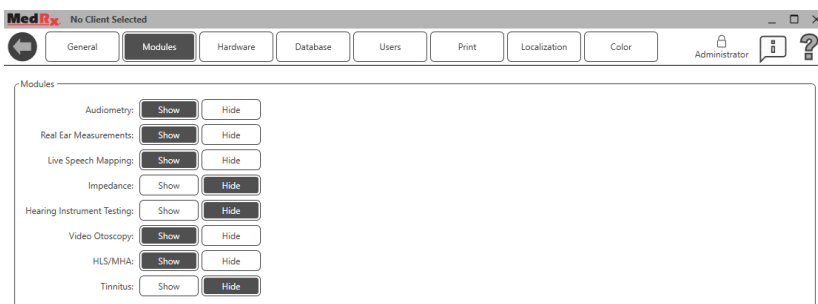 MedRx No Client Selected
General Modules Hardware Database Users Print Localization Color Administrator i ?
Modules
Audiometry: Show Hide
Real Ear Measurements: Show Hide
Live Speech Mapping: Show Hide
Impedance: Show Hide
Hearing Instrument Testing: Show Hide
Video Otoscopy: Show Hide
HLS/MHA: Show Hide
Tinnitus: Show Hide